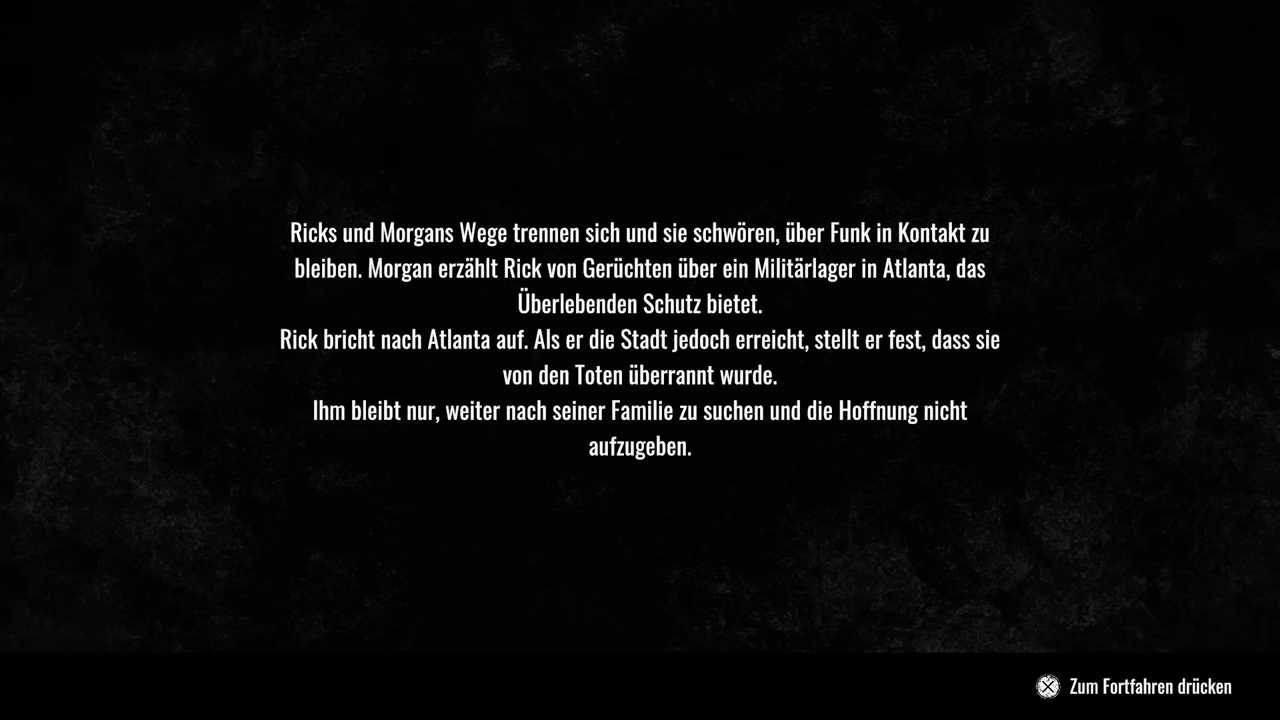 Ricks und Morgans Wege trennen sich und sie schwören, über Funk in Kontakt zu
bleiben. Morgan erzählt Rick von Gerüchten über ein Militärlager in Atlanta, das
Überlebenden Schutz bietet.
Rick bricht nach Atlanta auf. Als er die Stadt jedoch erreicht, stellt er fest, dass sie
von den Toten überrannt wurde.
Ihm bleibt nur, weiter nach seiner Familie zu suchen und die Hoffnung nicht
aufzugeben.
Zum Fortfahren drücken